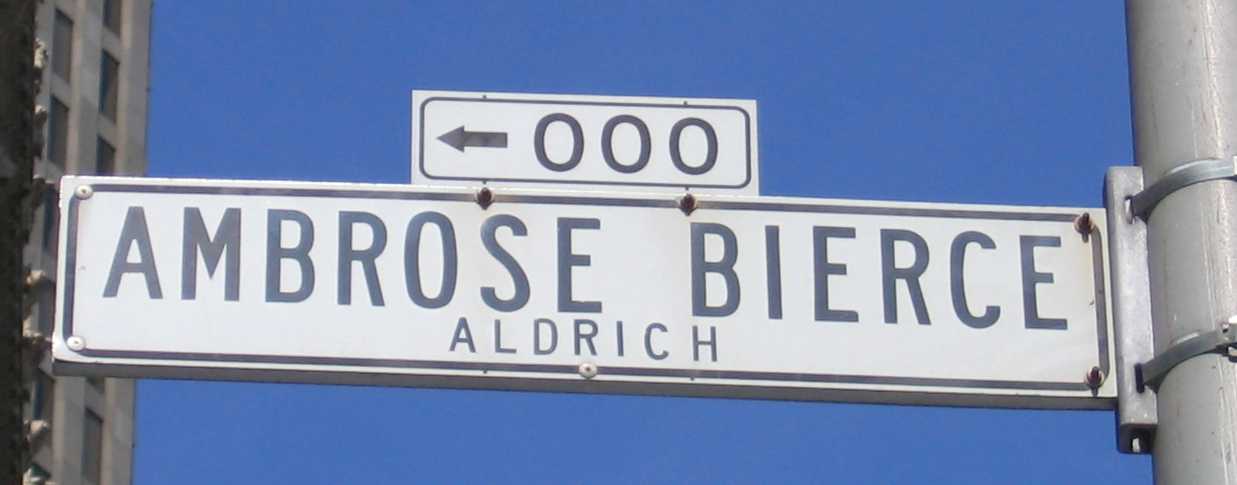 ← 000
AMBROSE BIERCE
ALDRICH